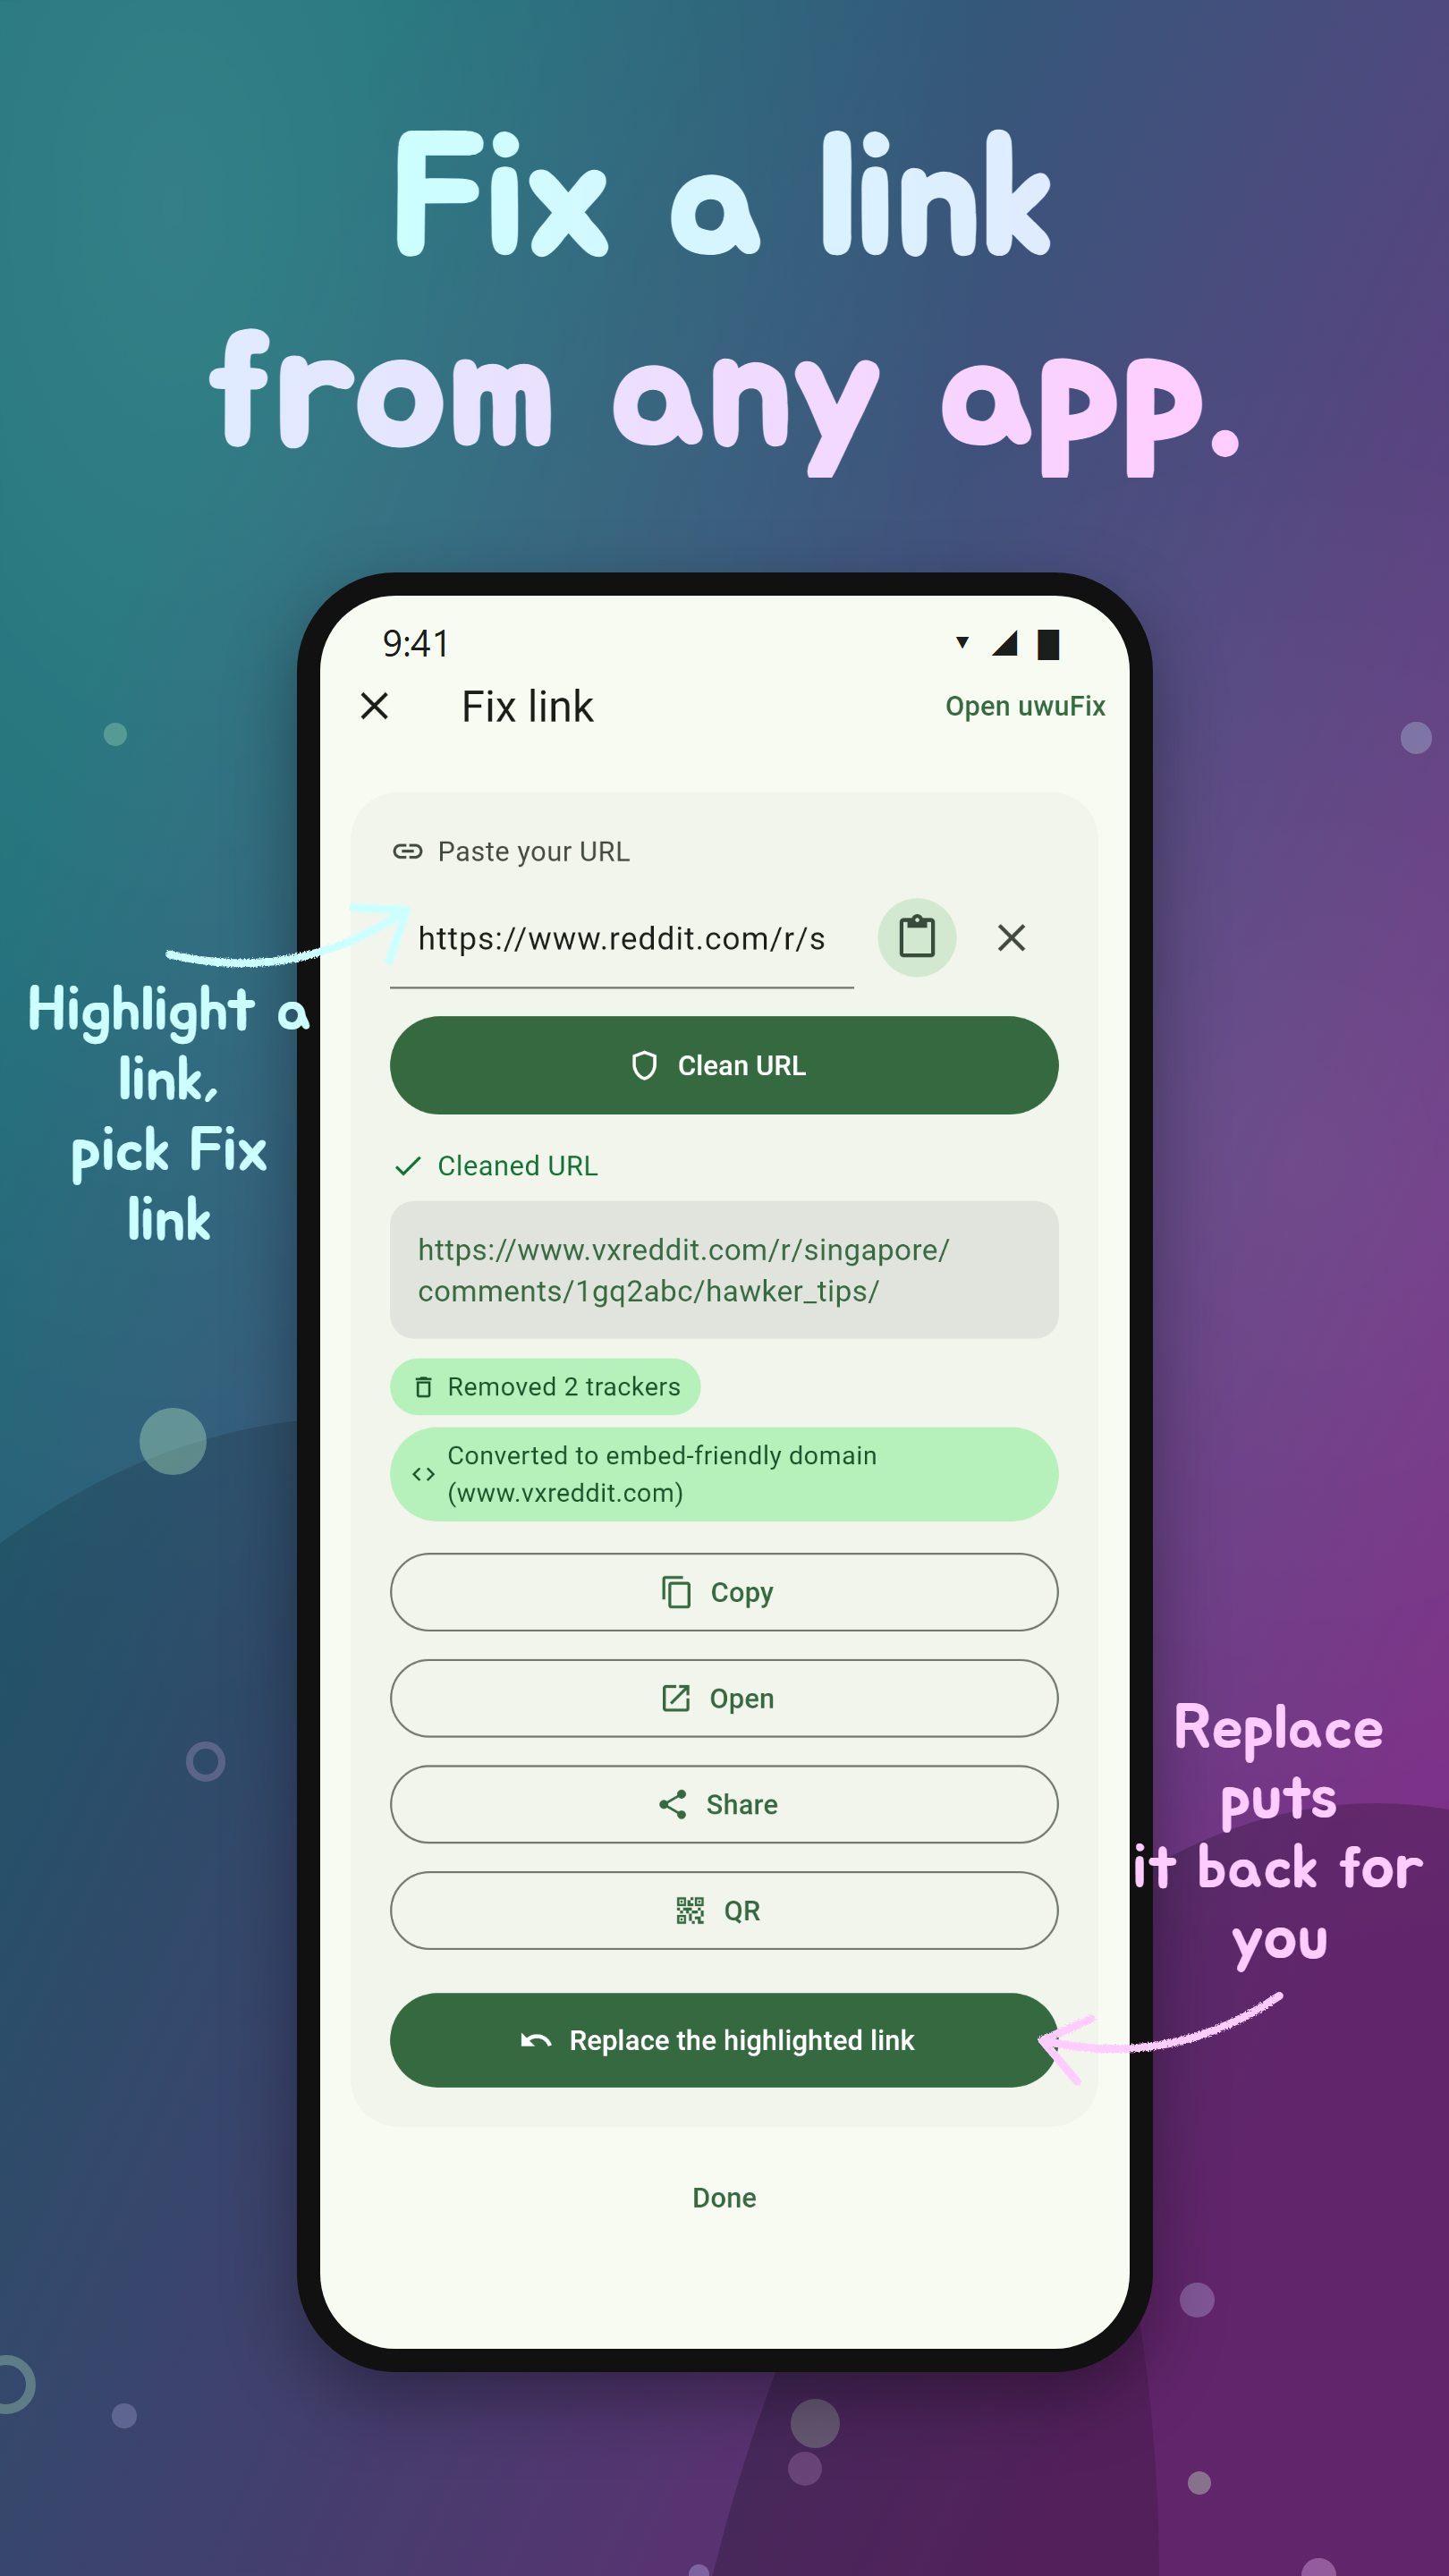 Fix a link
from any app.
9:41
Fix link
Open uwuFix
Paste your URL
https://www.reddit.com/r/s
Clean URL
Cleaned URL
https://www.vxreddit.com/r/singapore/
comments/1gq2abc/hawker_tips/
Removed 2 trackers
Converted to embed-friendly domain
(www.vxreddit.com)
Copy
Open
Share
QR
Replace the highlighted link
Done
Highlight a
link,
pick Fix
link
Replace
puts
it back for
you